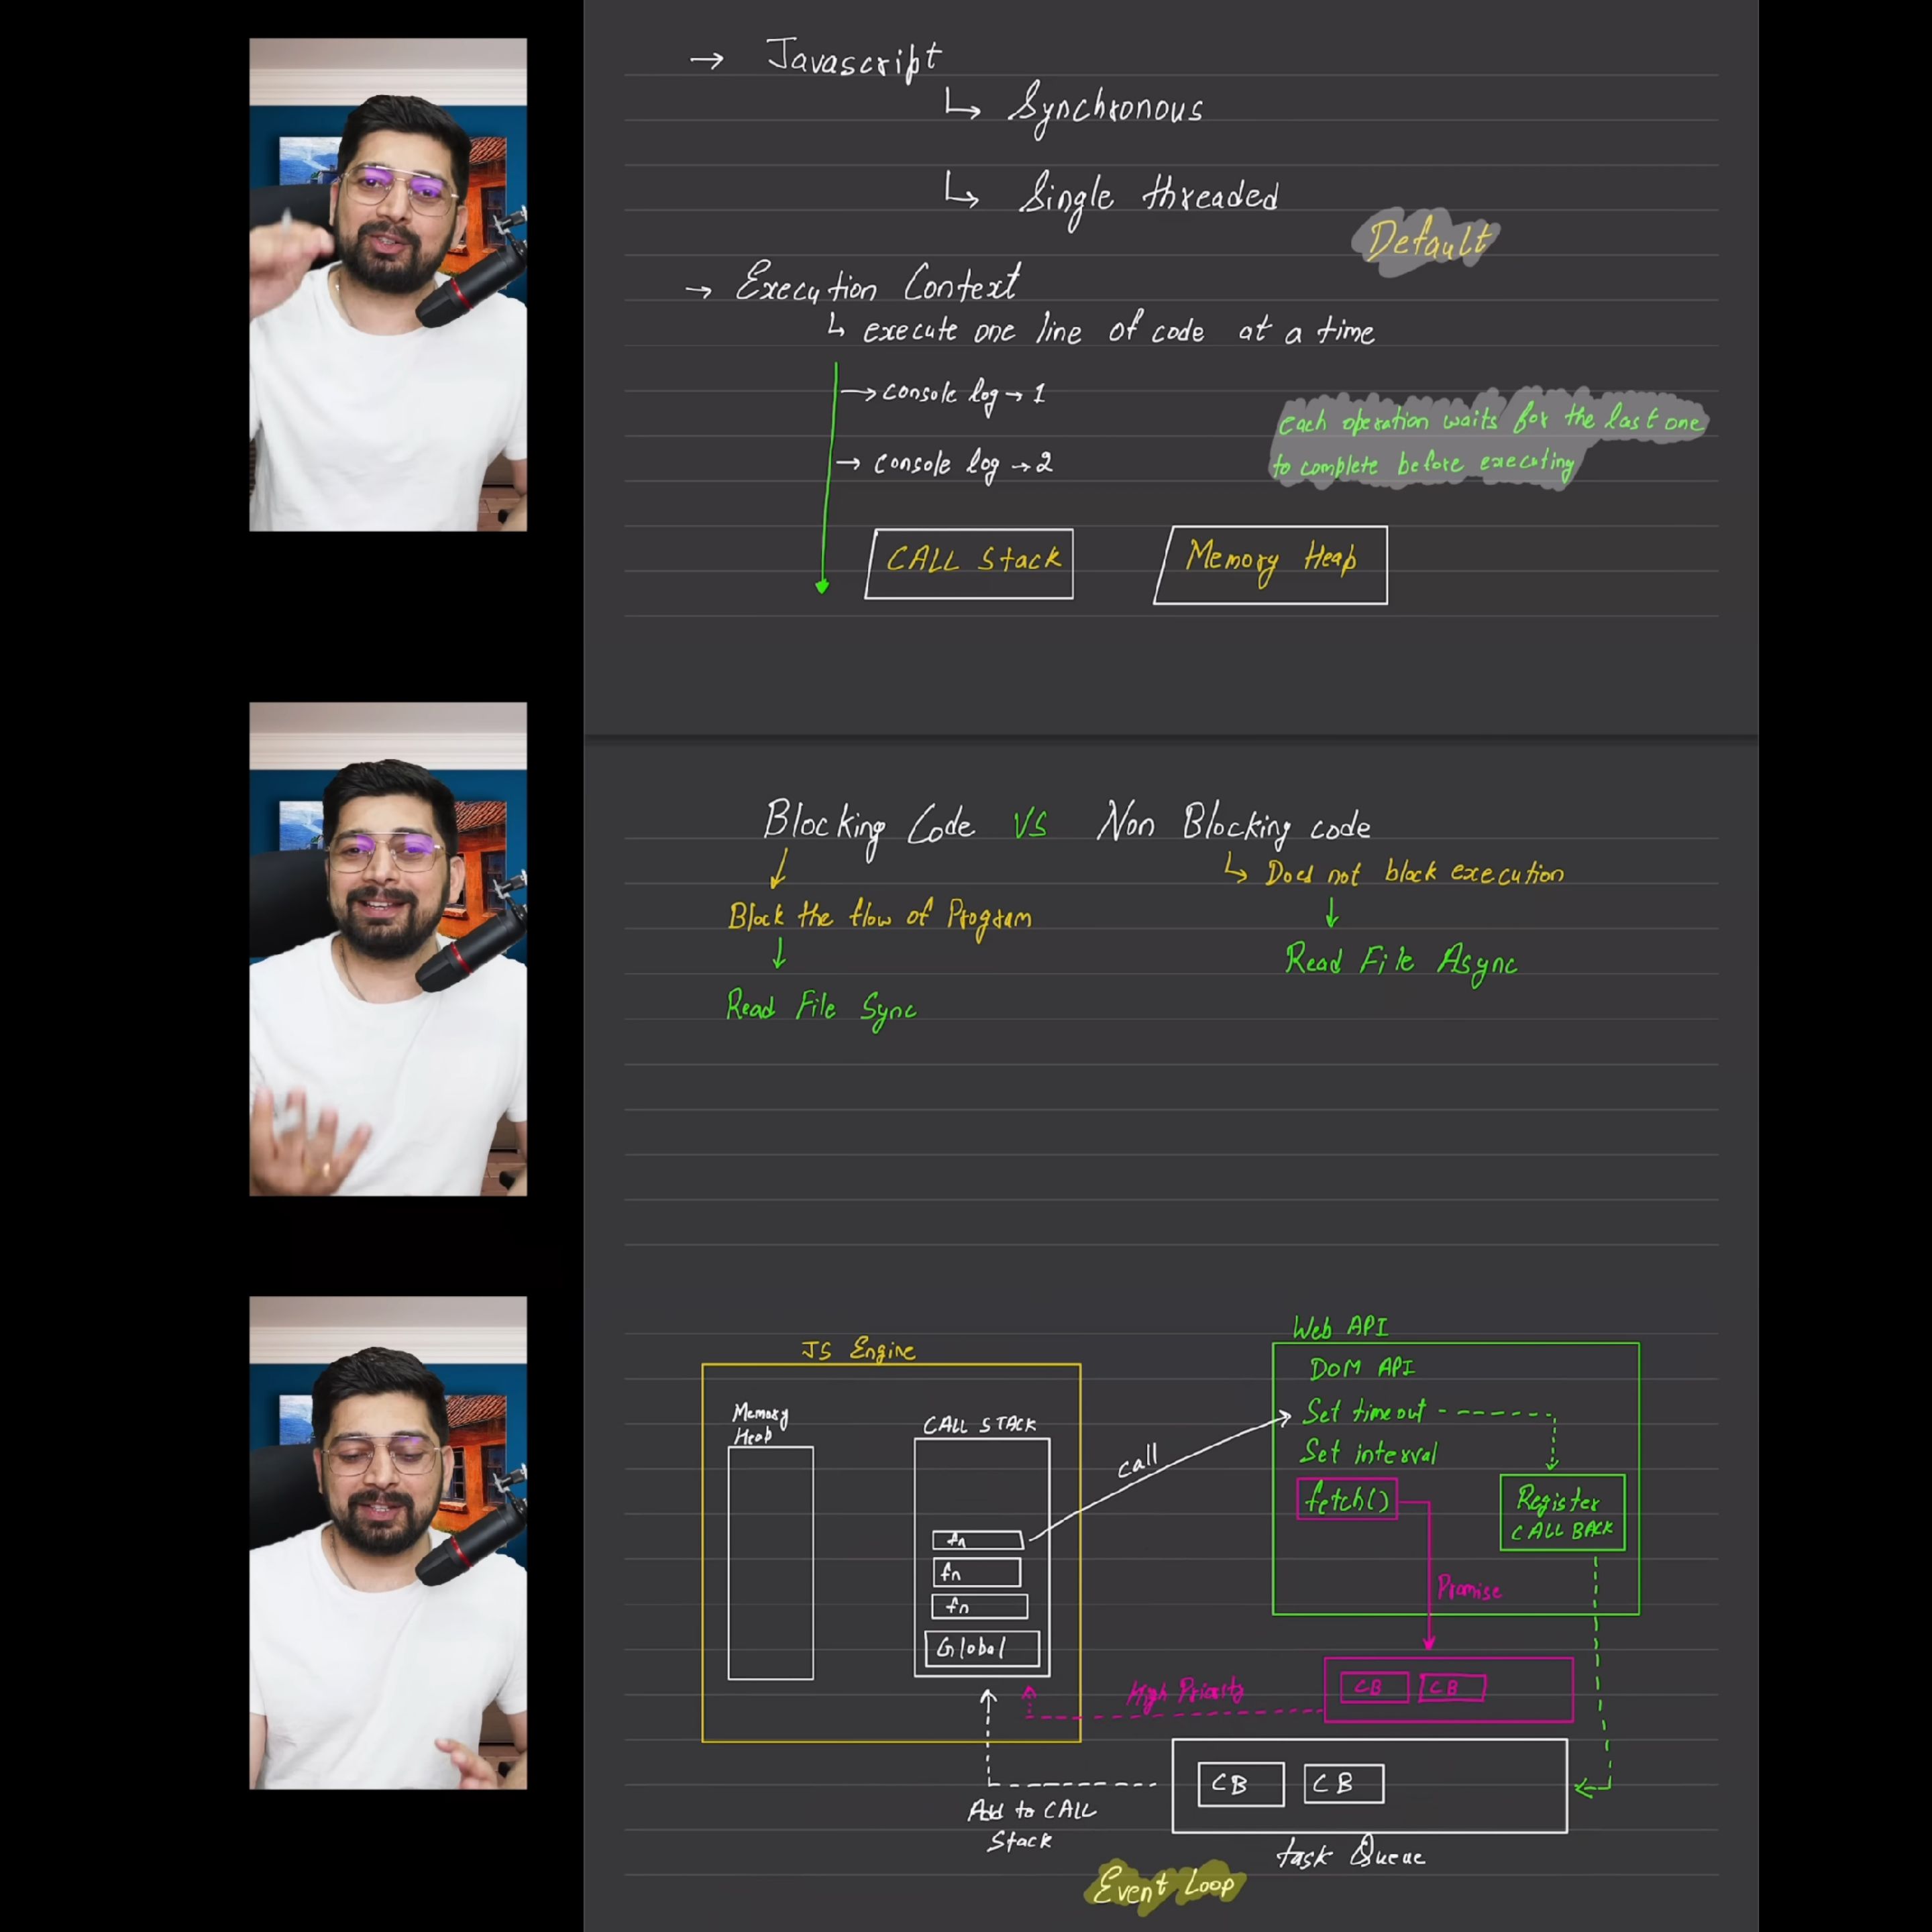 → Javascript
↳ Synchronous
↳ Single threaded
Default
→ Execution Context
↳ execute one line of code at a time
→ console log → 1
→ console log → 2
each operation waits for the last one
to complete before executing
CALL Stack
Memory Heap
Blocking Code VS Non Blocking code
Block the flow of Program
Read File Sync
↳ Does not block execution
Read File Async
JS Engine
Memory
Heap
CALL STACK
fn
fn
fn
Global
call
Web API
DOM API
Set timeout
Set interval
fetch()
Register
CALL BACK
Promise
High Priority
CB CB
CB CB
Add to CALL
Stack
task Queue
Event Loop